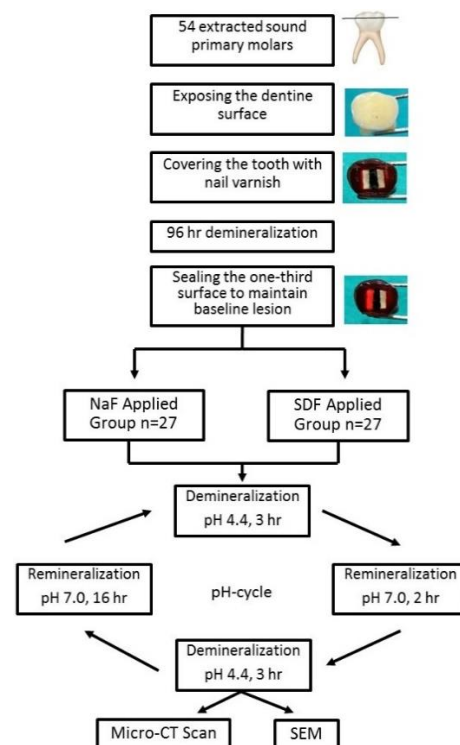 54 extracted sound
primary molars
Exposing the dentine
surface
Covering the tooth with
nail varnish
96 hr demineralization
Sealing the one-third
surface to maintain
baseline lesion
NaF Applied
Group n=27
SDF Applied
Group n=27
Demineralization
pH 4.4, 3 hr
Remineralization
pH 7.0, 16 hr
pH-cycle
Remineralization
pH 7.0, 2 hr
Demineralization
pH 4.4, 3 hr
Micro-CT Scan
SEM